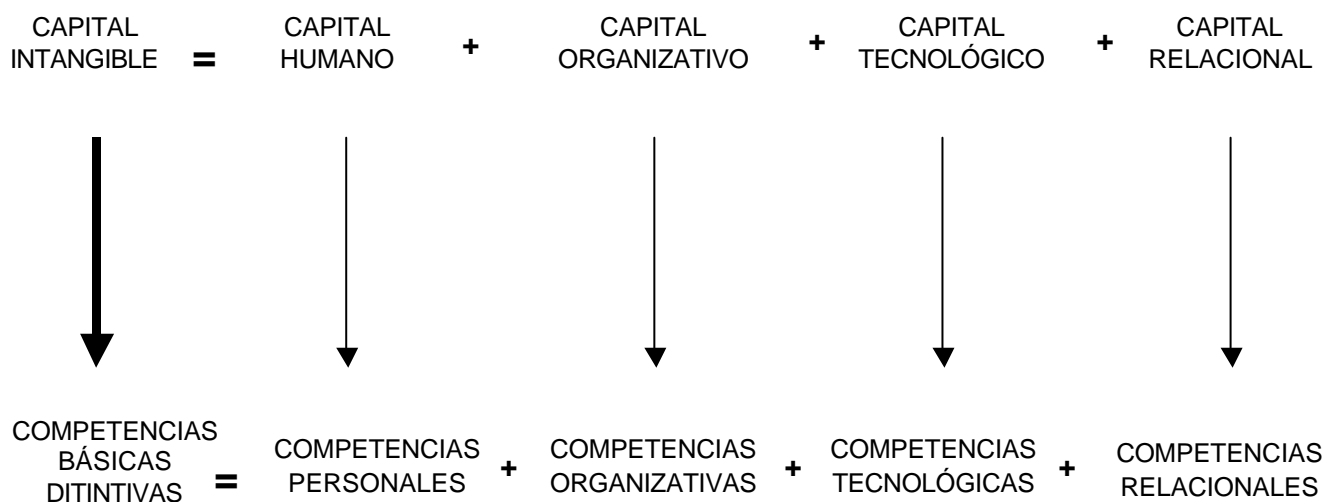 CAPITAL
INTANGIBLE
=
CAPITAL
HUMANO
+
CAPITAL
ORGANIZATIVO
+
CAPITAL
TECNOLÓGICO
+
CAPITAL
RELACIONAL
COMPETENCIAS
BÁSICAS
DITINTIVAS
=
COMPETENCIAS
PERSONALES
+
COMPETENCIAS
ORGANIZATIVAS
+
COMPETENCIAS
TECNOLÓGICAS
+
COMPETENCIAS
RELACIONALES